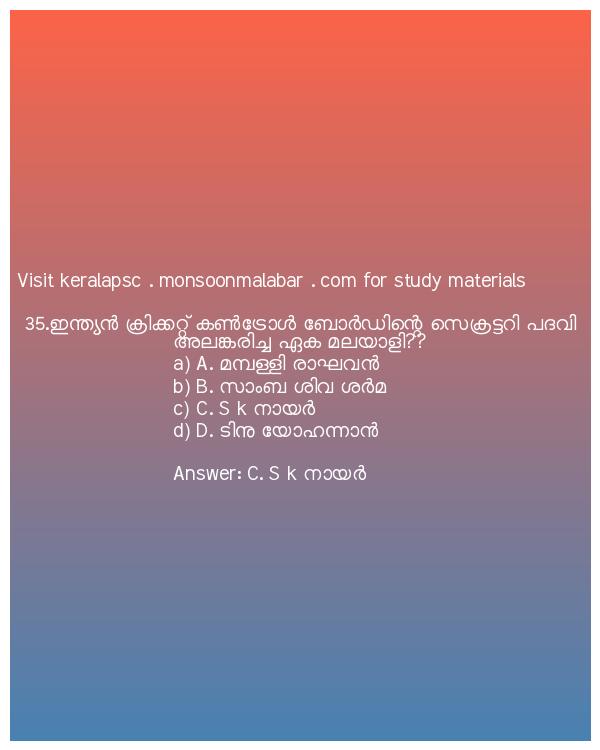 Visit keralapsc . monsoonmalabar . com for study materials
35.ഇന്ത്യൻ ക്രിക്കറ്റ് കൺട്രോൾ ബോർഡിന്റെ സെക്രട്ടറി പദവി
അലങ്കരിച്ച ഏക മലയാളി??
a) A. മമ്പള്ളി രാഘവൻ
b) B. സാംബ ശിവ ശർമ
c) C. S k നായർ
d) D. ടിനു യോഹന്നാൻ
Answer: C. S k നായർ